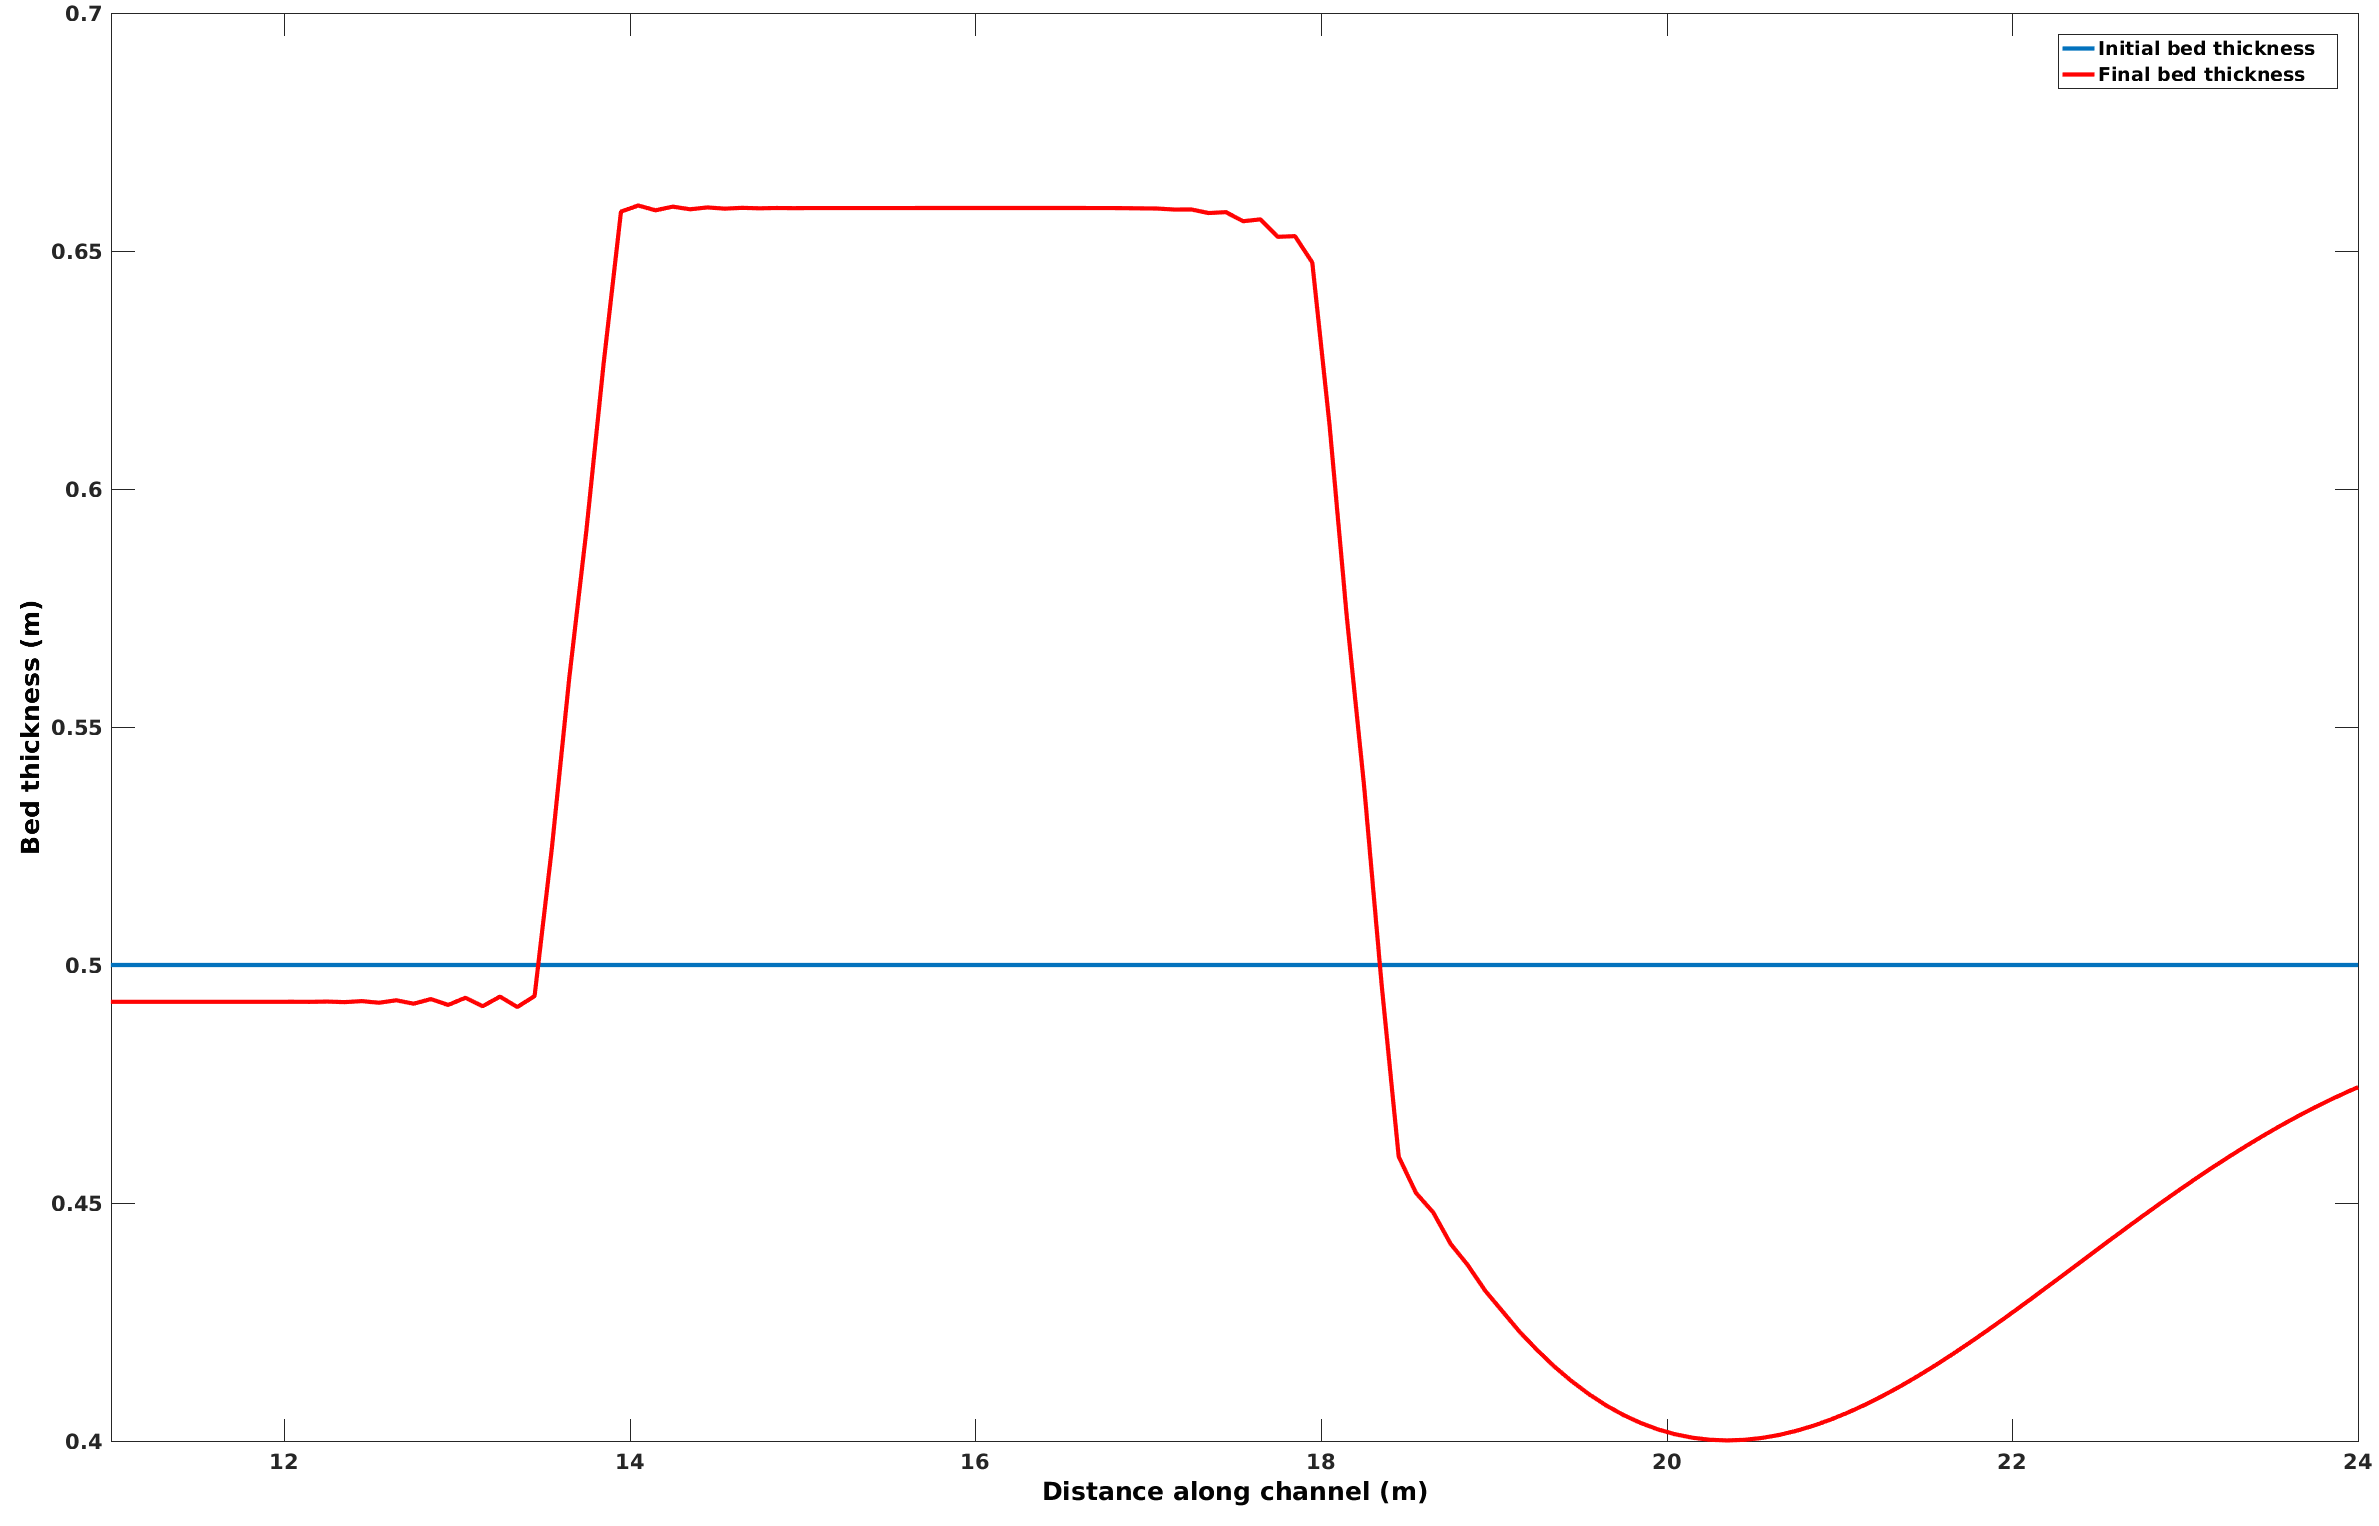 0.7
Initial bed thickness
Final bed thickness
0.65
0.6
0.55
0.5
0.45
0.4
Bed thickness (m)
12 14 16 18 20 22 24
Distance along channel (m)